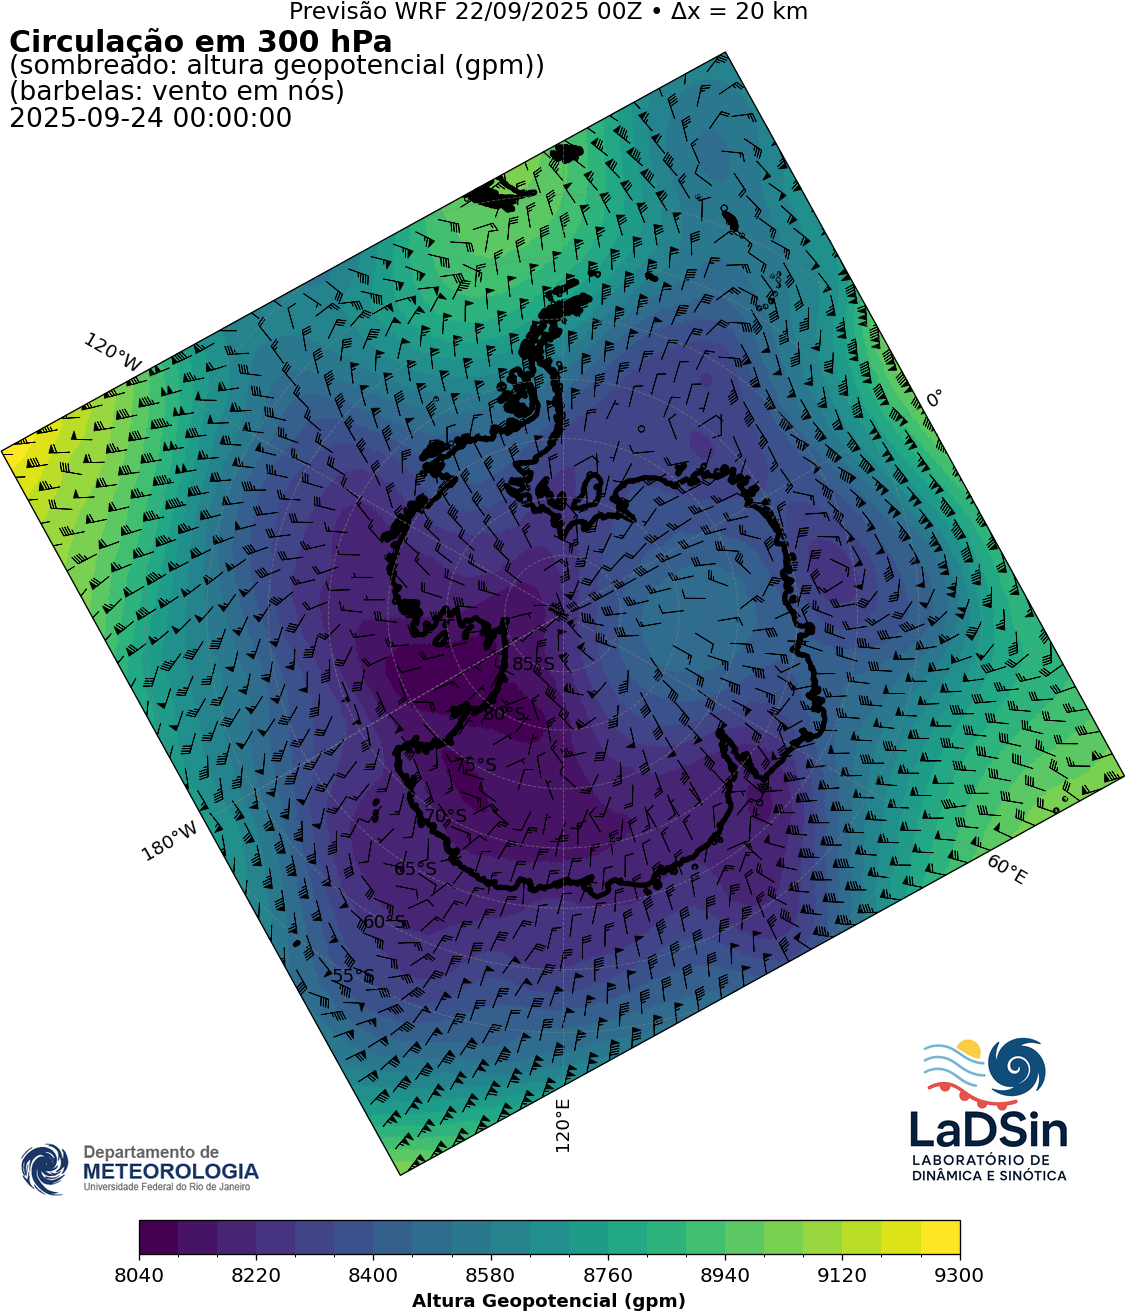 Previsão WRF 22/09/2025 00Z • Δx = 20 km
Circulação em 300 hPa
(sombreado: altura geopotencial (gpm))
(barbelas: vento em nós)
2025-09-24 00:00:00
120°W
0°
85°S
80°S
75°S
70°S
180°W
65°S
60°E
60°S
55°S
120°E
LaDSin
LABORATÓRIO DE
DINÂMICA E SINÓTICA
Departamento de
METEOROLOGIA
Universidade Federal do Rio de Janeiro
8040 8220 8400 8580 8760 8940 9120 9300
Altura Geopotencial (gpm)